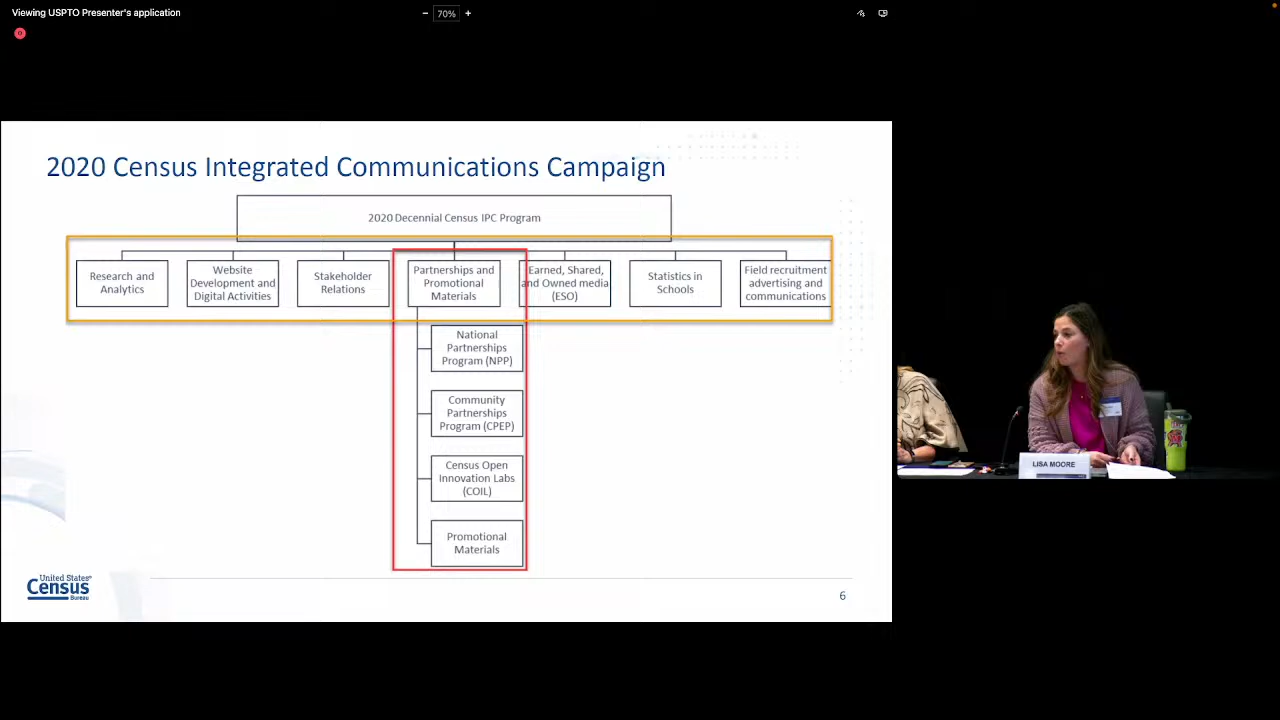 Viewing USPTO Presenter's application
− 70% +
2020 Census Integrated Communications Campaign
2020 Decennial Census IPC Program
Research and
Analytics
Website
Development and
Digital Activities
Stakeholder
Relations
Partnerships and
Promotional
Materials
Earned, Shared,
and Owned media
(ESO)
Statistics in
Schools
Field recruitment
advertising and
communications
National
Partnerships
Program (NPP)
Community
Partnerships
Program (CPEP)
Census Open
Innovation Labs
(COIL)
Promotional
Materials
United States®
Census
Bureau
6
LISA MOORE